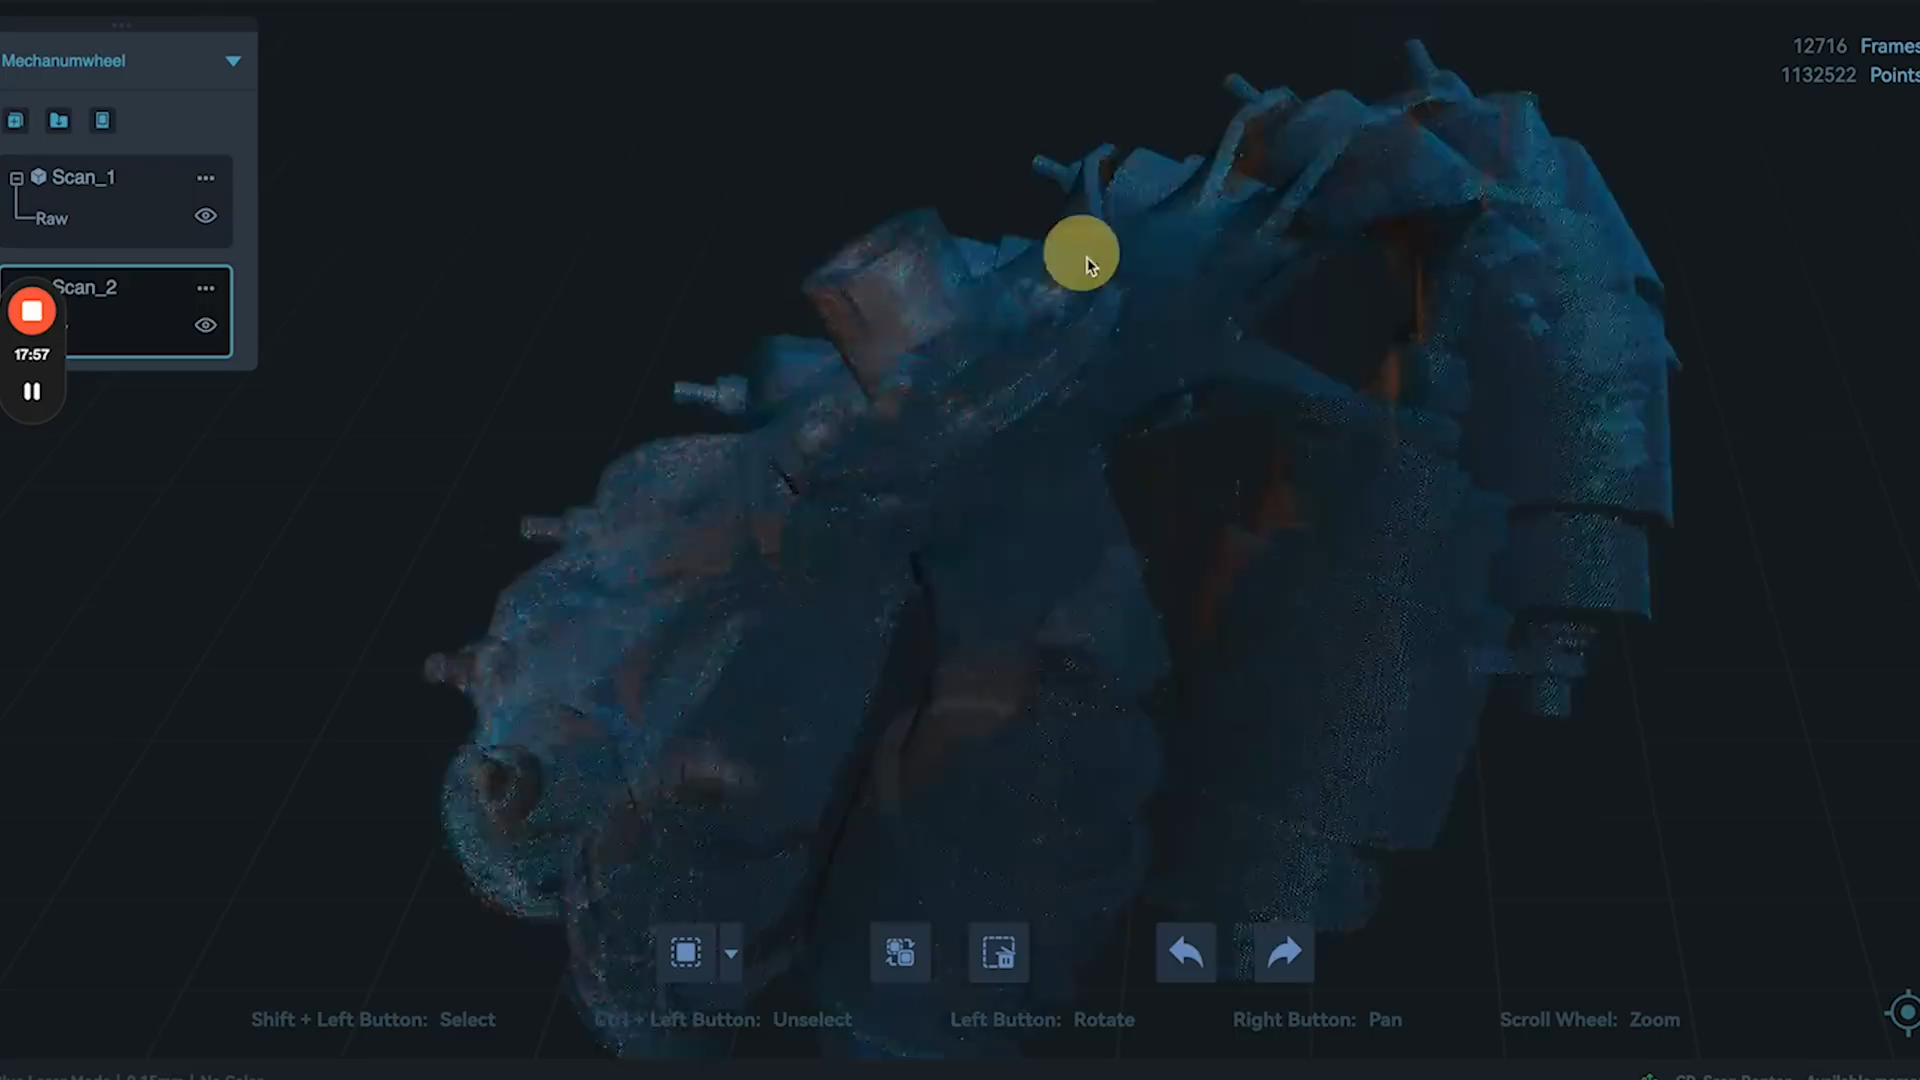 Mechanumwheel
12716 Frames
1132522 Points
Scan_1
Raw
Scan_2
17:57
Shift + Left Button: Select
Ctrl + Left Button: Unselect
Left Button: Rotate
Right Button: Pan
Scroll Wheel: Zoom